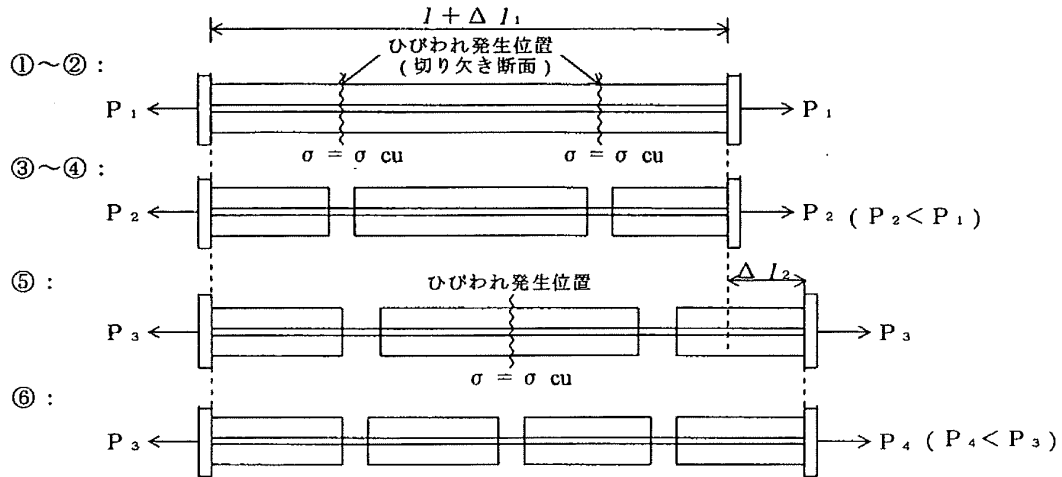 l + Δ l₁
ひびわれ発生位置
(切り欠き断面)
①〜②:
P₁ P₁
σ = σ cu σ = σ cu
③〜④:
P₂ P₂ (P₂<P₁)
⑤:
ひびわれ発生位置 Δ l₂
P₃ P₃
σ = σ cu
⑥:
P₃ P₄ (P₄<P₃)